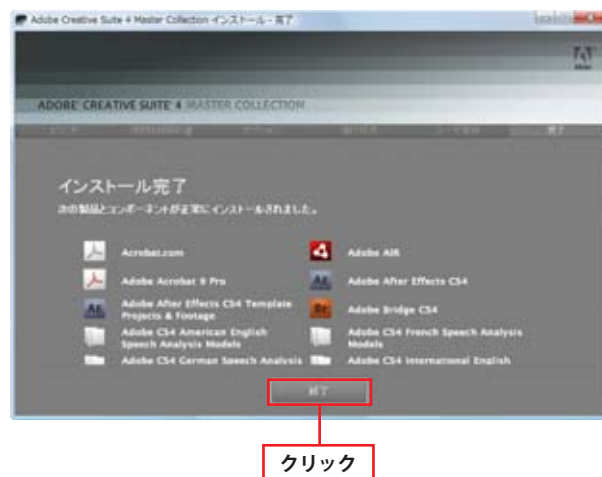 Adobe Creative Suite 4 Master Collection インストール - 完了
Adobe
ADOBE CREATIVE SUITE 4 MASTER COLLECTION
完了
インストール完了
次の製品とコンポーネントが正常にインストールされました。
Acrobat.com
Adobe AIR
Adobe Acrobat 9 Pro
Adobe After Effects CS4
Adobe After Effects CS4 Template
Projects & Footage
Adobe Bridge CS4
Adobe CS4 American English
Speech Analysis Models
Adobe CS4 French Speech Analysis
Models
Adobe CS4 German Speech Analysis
Adobe CS4 International English
終了
クリック